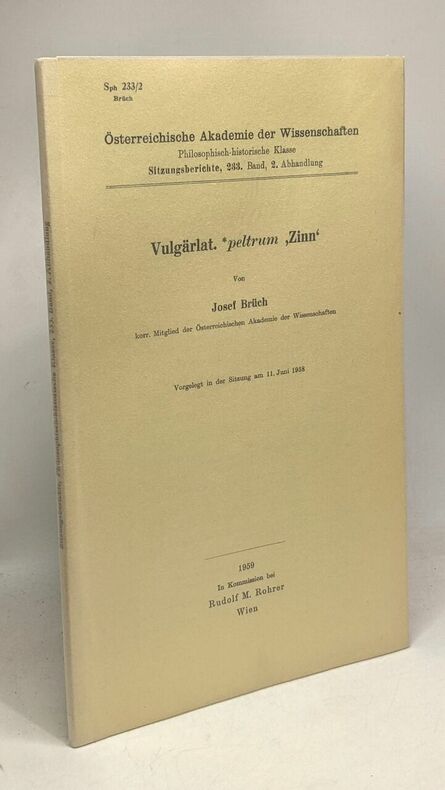 Sph 233/2
Brüch
Österreichische Akademie der Wissenschaften
Philosophisch-historische Klasse
Sitzungsberichte, 233. Band, 2. Abhandlung
Vulgärlat. *peltrum ‚Zinn‘
Von
Josef Brüch
korr. Mitglied der Österreichischen Akademie der Wissenschaften
Vorgelegt in der Sitzung am 11. Juni 1958
1959
In Kommission bei
Rudolf M. Rohrer
Wien